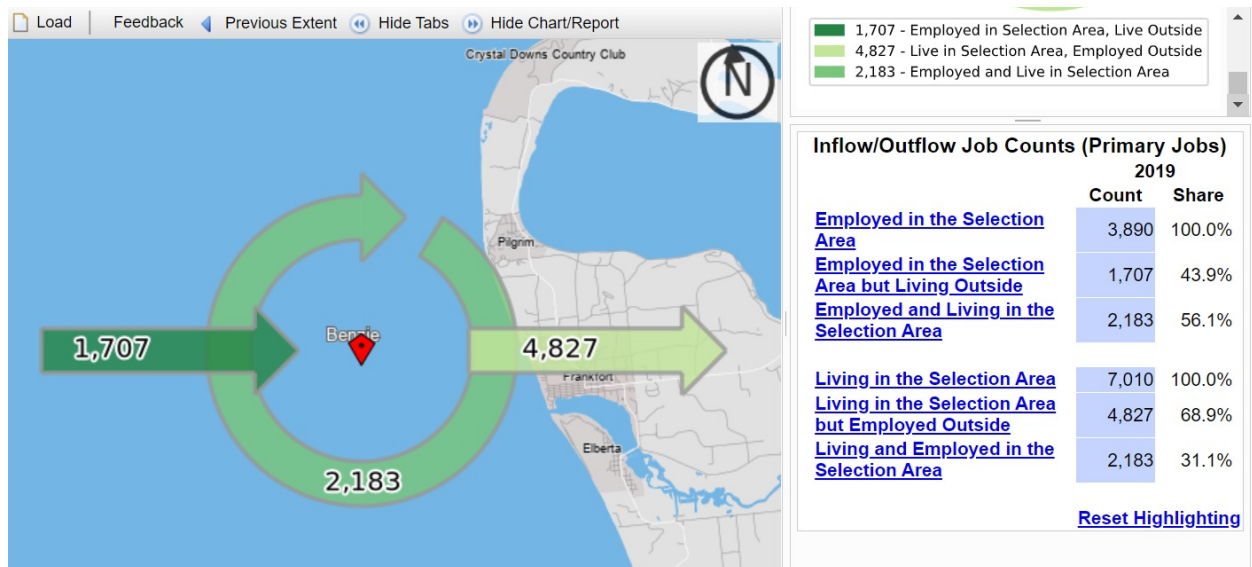 Load Feedback Previous Extent Hide Tabs Hide Chart/Report
Crystal Downs Country Club
N
Pilgrim
Bennie
1,707
4,827
Frankfort
Elberta
2,183
1,707 - Employed in Selection Area, Live Outside
4,827 - Live in Selection Area, Employed Outside
2,183 - Employed and Live in Selection Area
Inflow/Outflow Job Counts (Primary Jobs)
2019
Count Share
Employed in the Selection
Area 3,890 100.0%
Employed in the Selection
Area but Living Outside 1,707 43.9%
Employed and Living in the
Selection Area 2,183 56.1%
Living in the Selection Area 7,010 100.0%
Living in the Selection Area
but Employed Outside 4,827 68.9%
Living and Employed in the
Selection Area 2,183 31.1%
Reset Highlighting